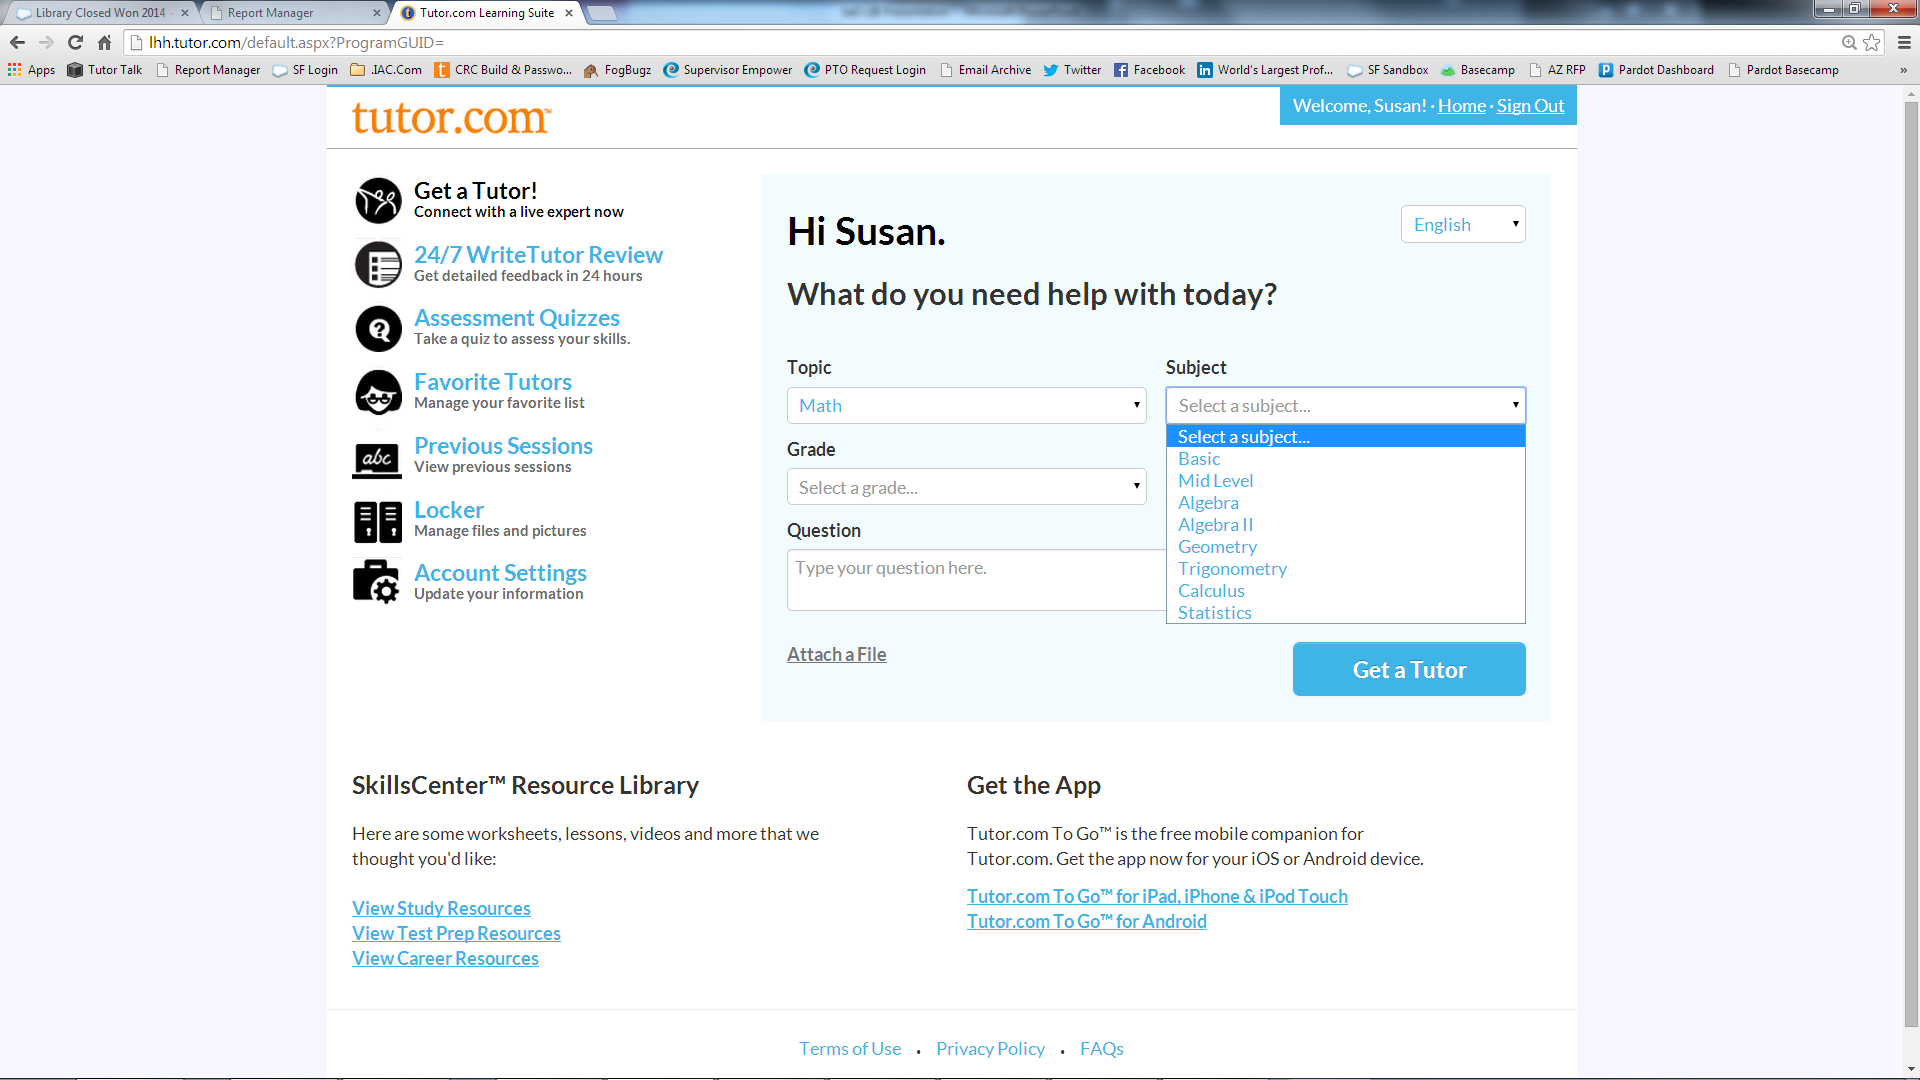 Library Closed Won 2014
Report Manager
Tutor.com Learning Suite
lhh.tutor.com/default.aspx?ProgramGUID=
Apps
Tutor Talk
Report Manager
SF Login
.IAC.Com
CRC Build & Passwo...
FogBugz
Supervisor Empower
PTO Request Login
Email Archive
Twitter
Facebook
World's Largest Prof...
SF Sandbox
Basecamp
AZ RFP
Pardot Dashboard
Pardot Basecamp
»
tutor.com™
Welcome, Susan! · Home · Sign Out
Get a Tutor!
Connect with a live expert now
24/7 WriteTutor Review
Get detailed feedback in 24 hours
Assessment Quizzes
Take a quiz to assess your skills.
Favorite Tutors
Manage your favorite list
abc
Previous Sessions
View previous sessions
Locker
Manage files and pictures
Account Settings
Update your information
Hi Susan.
English
What do you need help with today?
Topic
Math
Subject
Select a subject...
Select a subject...
Basic
Mid Level
Algebra
Algebra II
Geometry
Trigonometry
Calculus
Statistics
Grade
Select a grade...
Question
Type your question here.
Attach a File
Get a Tutor
SkillsCenter™ Resource Library
Here are some worksheets, lessons, videos and more that we
thought you'd like:
View Study Resources
View Test Prep Resources
View Career Resources
Get the App
Tutor.com To Go™ is the free mobile companion for
Tutor.com. Get the app now for your iOS or Android device.
Tutor.com To Go™ for iPad, iPhone & iPod Touch
Tutor.com To Go™ for Android
Terms of Use • Privacy Policy • FAQs